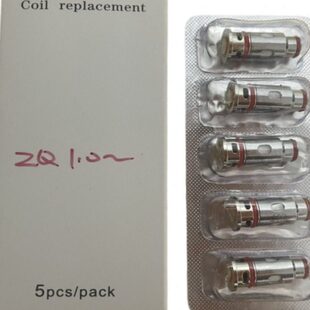 Coil replacement
ZQ 1.0Ω
5pcs/pack